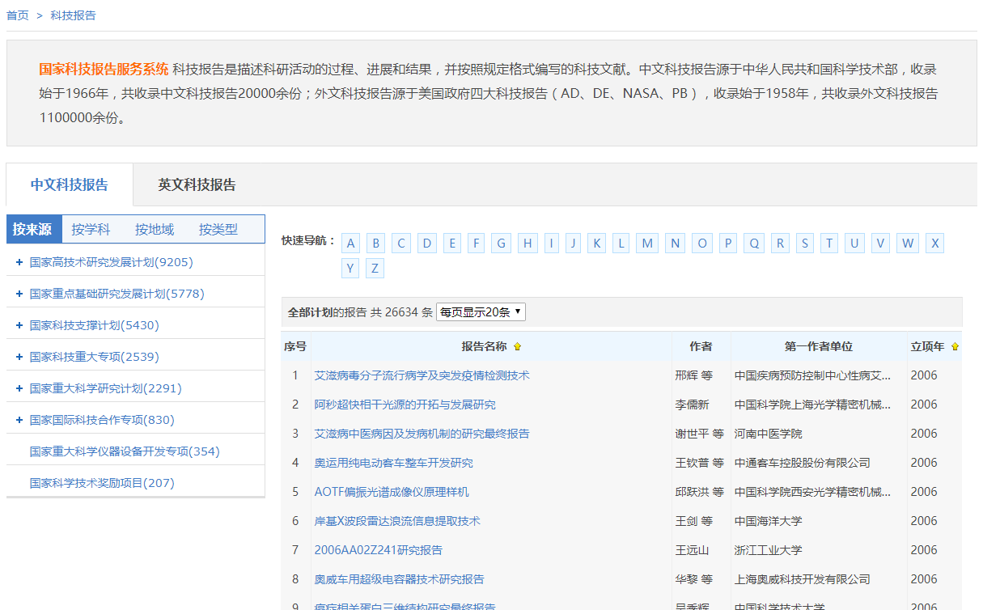 首页 > 科技报告
国家科技报告服务系统 科技报告是描述科研活动的过程、进展和结果，并按照规定格式编写的科技文献。中文科技报告源于中华人民共和国科学技术部，收录
始于1966年，共收录中文科技报告20000余份；外文科技报告源于美国政府四大科技报告（AD、DE、NASA、PB），收录始于1958年，共收录外文科技报告
1100000余份。
中文科技报告 英文科技报告
按来源 按学科 按地域 按类型
+ 国家高技术研究发展计划(9205)
+ 国家重点基础研究发展计划(5778)
+ 国家科技支撑计划(5430)
+ 国家科技重大专项(2539)
+ 国家重大科学研究计划(2291)
+ 国家国际科技合作专项(830)
国家重大科学仪器设备开发专项(354)
国家科学技术奖励项目(207)
快速导航： A B C D E F G H I J K L M N O P Q R S T U V W X
Y Z
全部计划的报告 共 26634 条 每页显示20条
序号 报告名称 作者 第一作者单位 立项年
1 艾滋病毒分子流行病学及突发疫情检测技术 邢辉 等 中国疾病预防控制中心性病艾... 2006
2 阿秒超快相干光源的开拓与发展研究 李儒新 中国科学院上海光学精密机械... 2006
3 艾滋病中医病因及发病机制的研究最终报告 谢世平 等 河南中医学院 2006
4 奥运用纯电动客车整车开发研究 王钦普 等 中通客车控股股份有限公司 2006
5 AOTF偏振光谱成像仪原理样机 邱跃洪 等 中国科学院西安光学精密机械... 2006
6 岸基X波段雷达浪流信息提取技术 王剑 等 中国海洋大学 2006
7 2006AA02Z241研究报告 王远山 浙江工业大学 2006
8 奥威车用超级电容器技术研究报告 华黎 等 上海奥威科技开发有限公司 2006
9 癌症相关蛋白三维结构研究最终报告 吴季辉 中国科学技术大学 2006